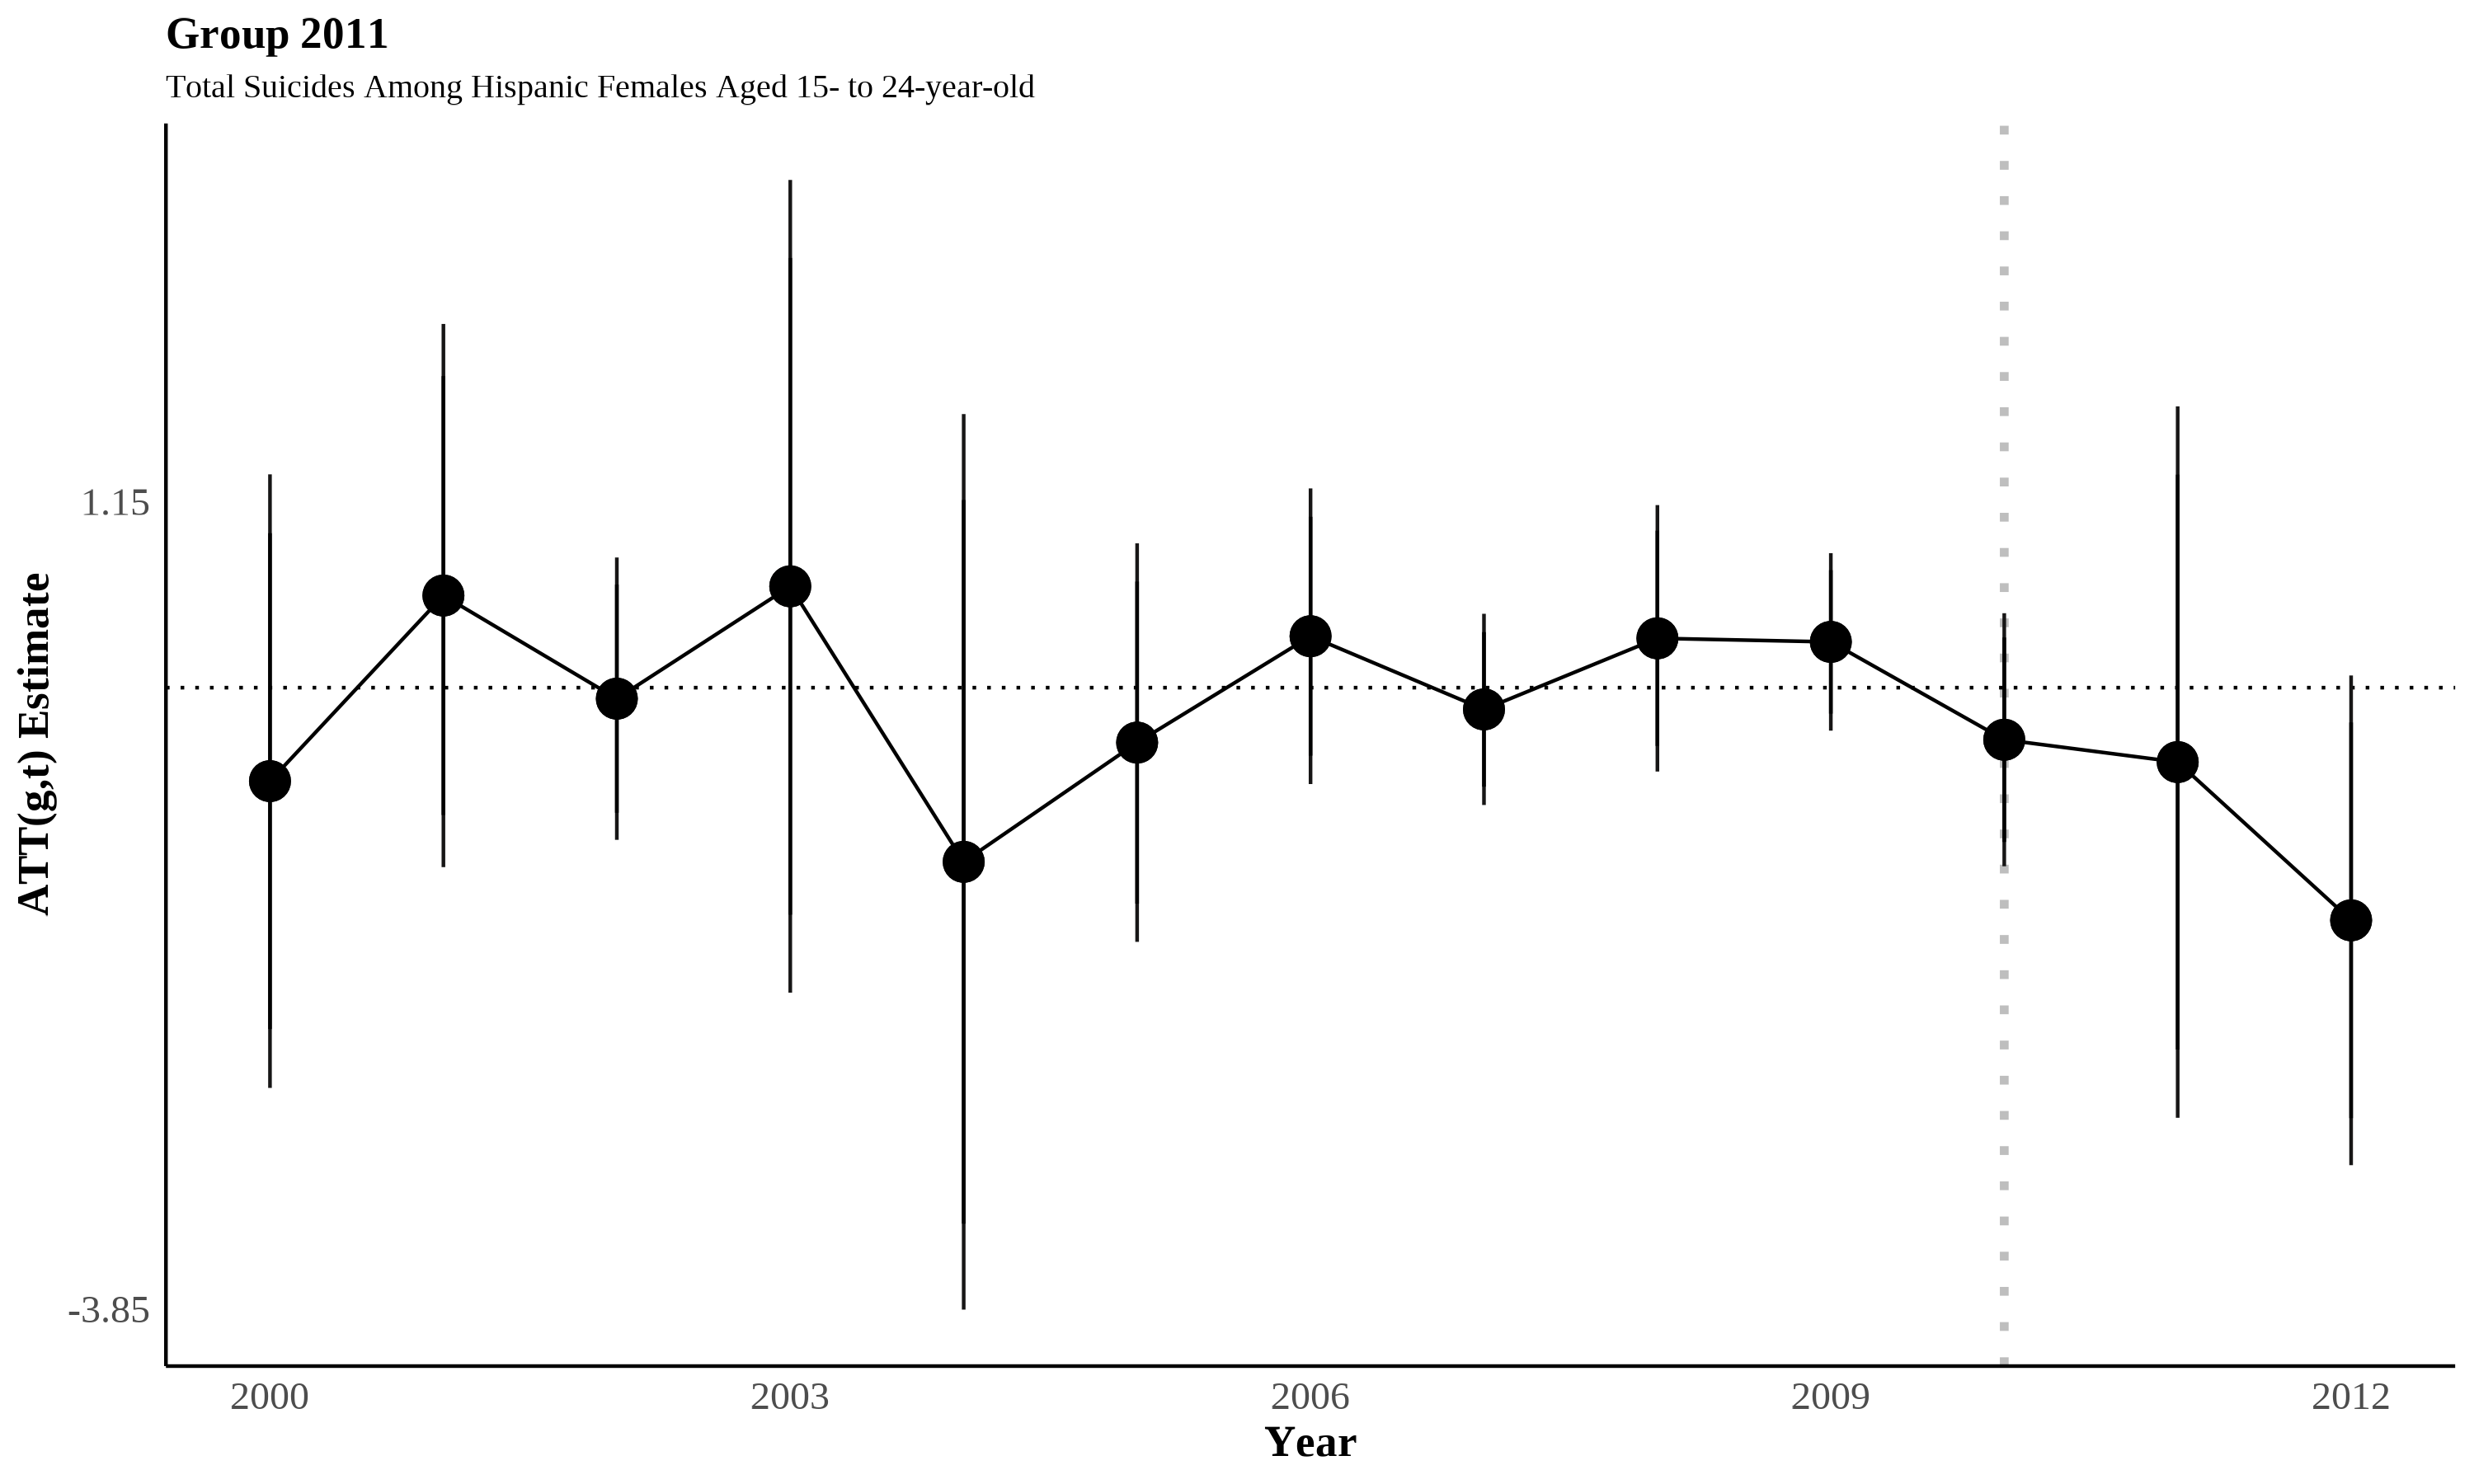 Group 2011
Total Suicides Among Hispanic Females Aged 15- to 24-year-old
1.15
ATT(g,t) Estimate
-3.85
2000 2003 2006 2009 2012
Year